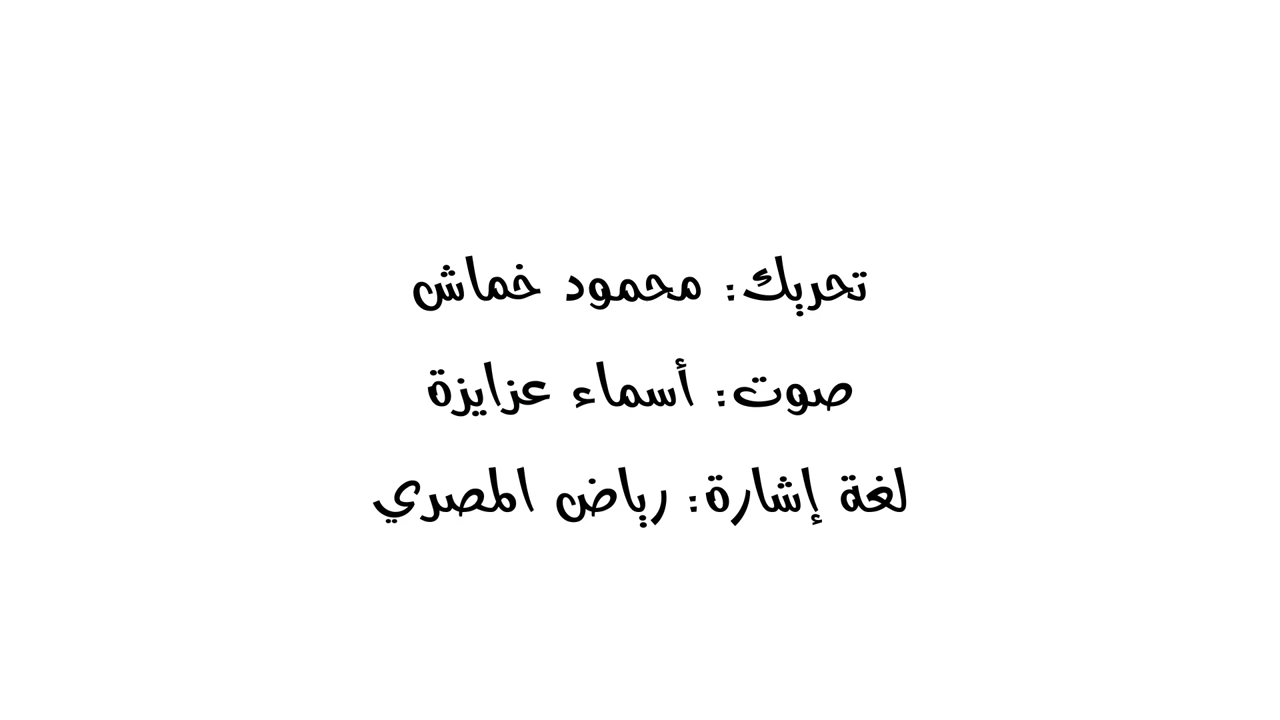 تحريك: محمود خماش
صوت: أسماء عزايزة
لغة إشارة: رياض المصري